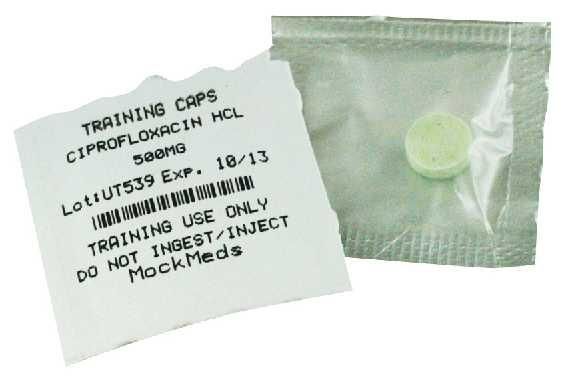 TRAINING CAPS
CIPROFLOXACIN HCL
500MG
Lot:UT539 Exp. 10/13
TRAINING USE ONLY
DO NOT INGEST/INJECT
MockMeds